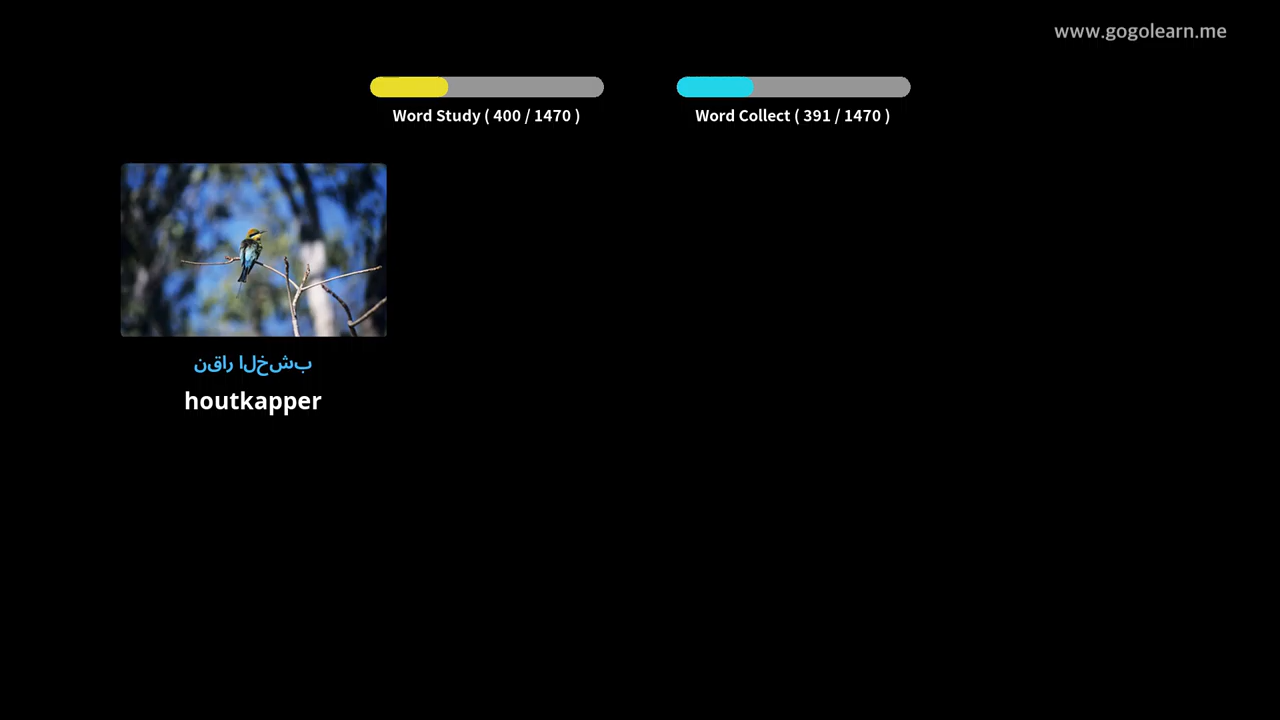 www.gogolearn.me
Word Study ( 400 / 1470 )
Word Collect ( 391 / 1470 )
نقار الخشب
houtkapper